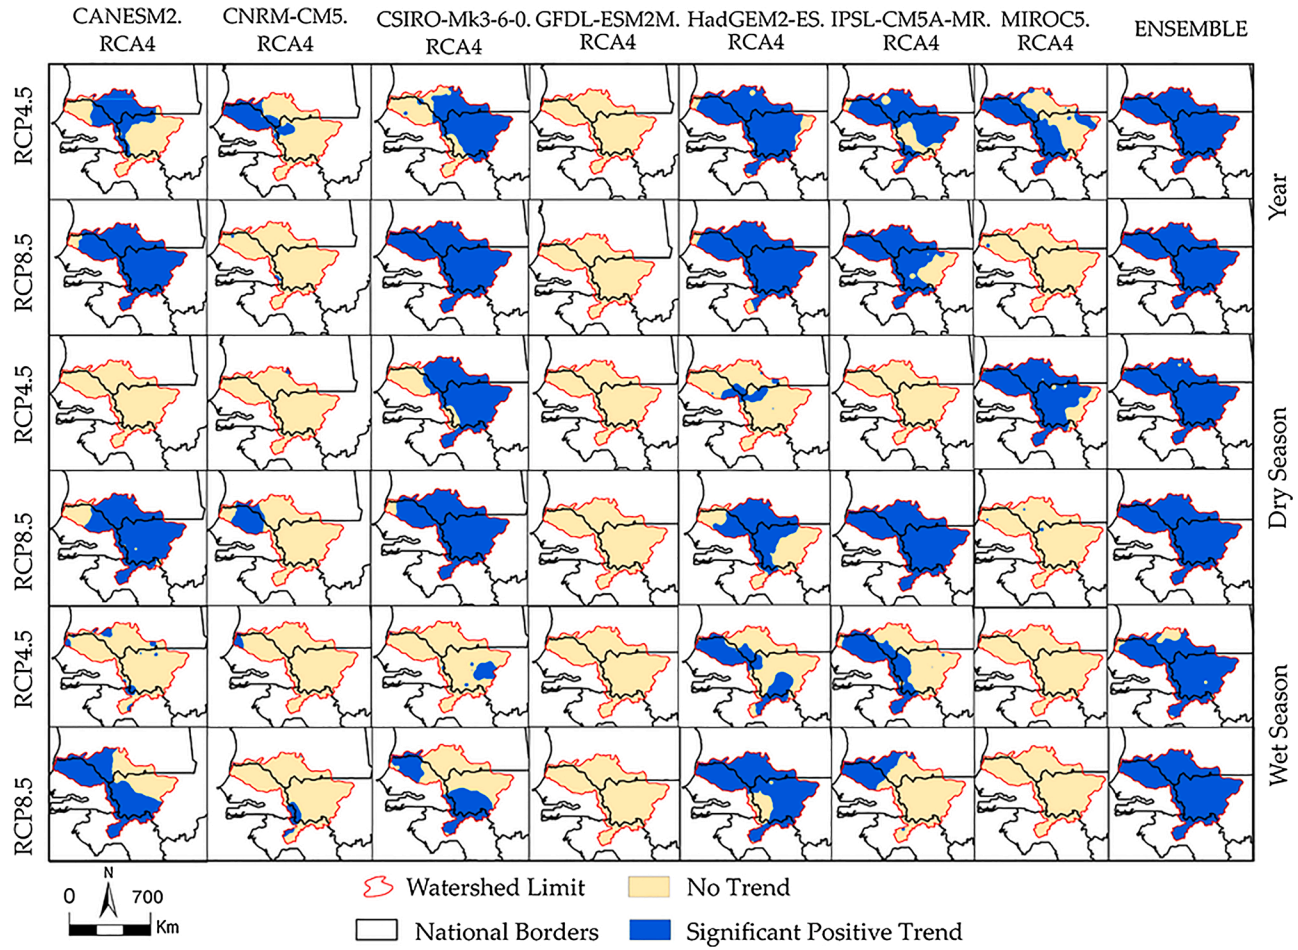 CANESM2.
RCA4
CNRM-CM5.
RCA4
CSIRO-Mk3-6-0.
RCA4
GFDL-ESM2M.
RCA4
HadGEM2-ES.
RCA4
IPSL-CM5A-MR.
RCA4
MIROC5.
RCA4
ENSEMBLE
RCP4.5
Year
RCP8.5
RCP4.5
Dry Season
RCP8.5
RCP4.5
Wet Season
RCP8.5
N
0 700
Km
Watershed Limit
No Trend
National Borders
Significant Positive Trend